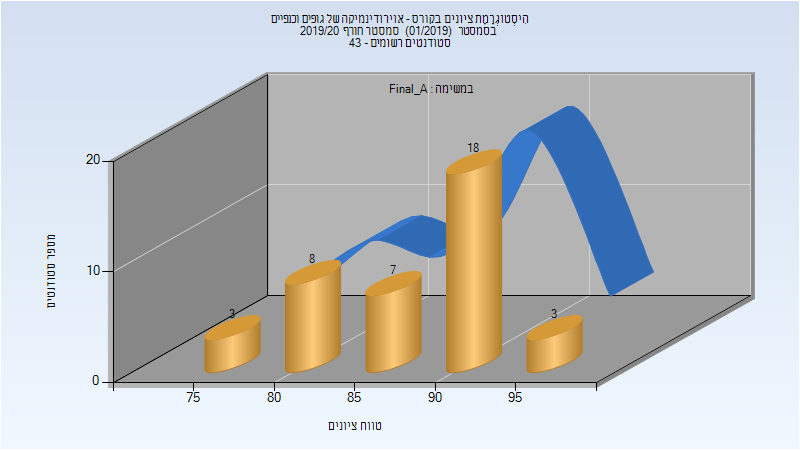 היסטוגרמת ציונים בקורס - אוירודינמיקה של גופים וכנפיים
בסמסטר (01/2019) סמסטר חורף 2019/20
סטודנטים רשומים - 43
במשימה : Final_A
מספר סטודנטים
20
10
0
3
8
7
18
3
75
80
85
90
95
טווח ציונים